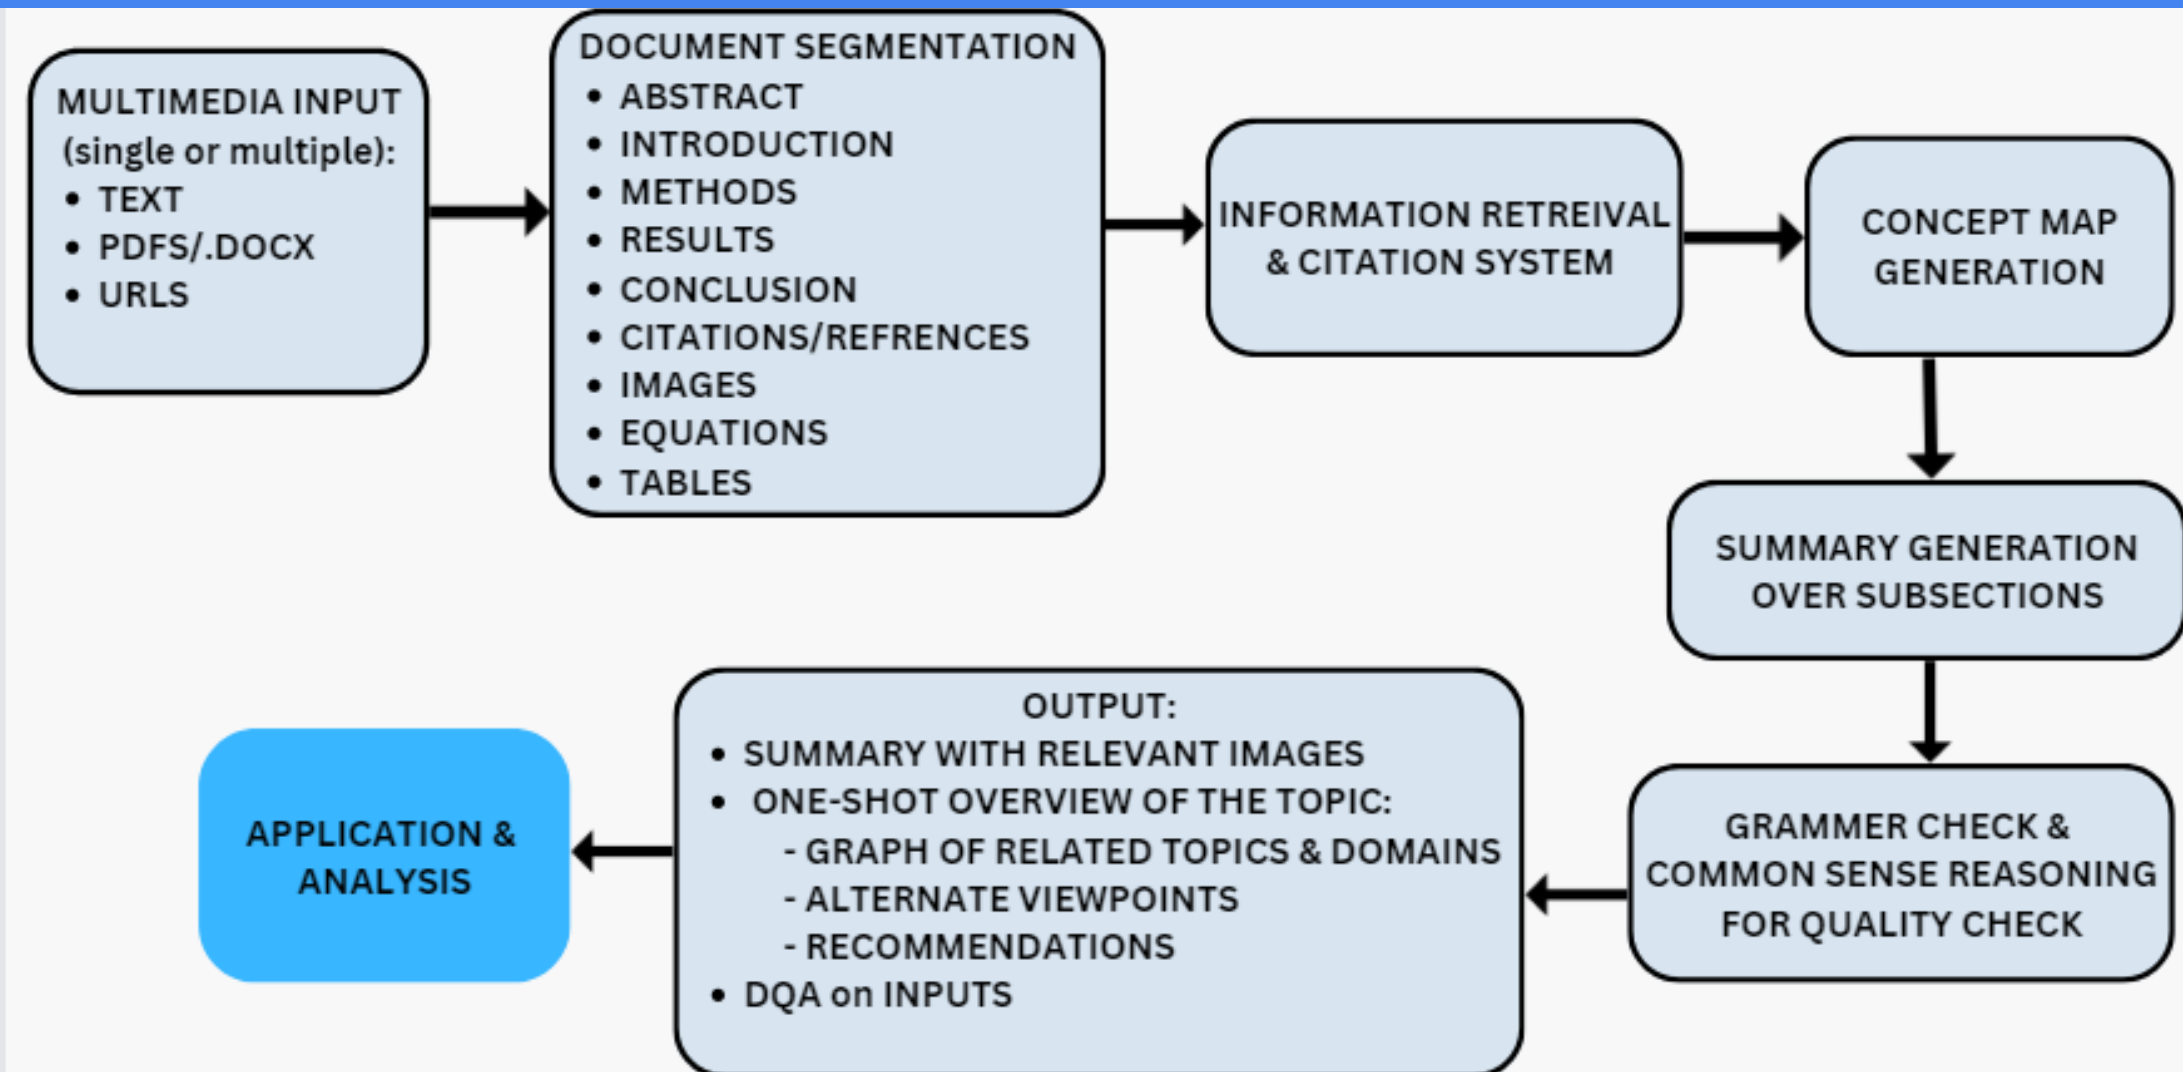 MULTIMEDIA INPUT
(single or multiple):
• TEXT
• PDFS/.DOCX
• URLS
DOCUMENT SEGMENTATION
• ABSTRACT
• INTRODUCTION
• METHODS
• RESULTS
• CONCLUSION
• CITATIONS/REFRENCES
• IMAGES
• EQUATIONS
• TABLES
INFORMATION RETREIVAL
& CITATION SYSTEM
CONCEPT MAP
GENERATION
SUMMARY GENERATION
OVER SUBSECTIONS
GRAMMER CHECK &
COMMON SENSE REASONING
FOR QUALITY CHECK
OUTPUT:
• SUMMARY WITH RELEVANT IMAGES
• ONE-SHOT OVERVIEW OF THE TOPIC:
- GRAPH OF RELATED TOPICS & DOMAINS
- ALTERNATE VIEWPOINTS
- RECOMMENDATIONS
• DQA on INPUTS
APPLICATION &
ANALYSIS